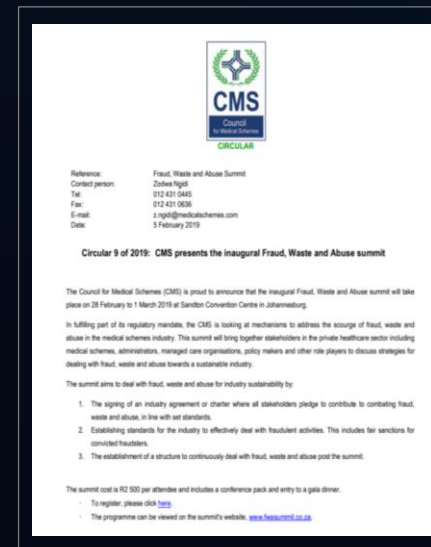 CMS
Council
for Medical Schemes
CIRCULAR
Reference: Fraud, Waste and Abuse Summit
Contact person: Zodwa Ngidi
Tel: 012 431 0445
Fax: 012 431 0636
E-mail: z.ngidi@medicalschemes.com
Date: 5 February 2019
Circular 9 of 2019: CMS presents the inaugural Fraud, Waste and Abuse summit
The Council for Medical Schemes (CMS) is proud to announce that the inaugural Fraud, Waste and Abuse summit will take
place on 28 February to 1 March 2019 at Sandton Convention Centre in Johannesburg.
In fulfilling part of its regulatory mandate, the CMS is looking at mechanisms to address the scourge of fraud, waste and
abuse in the medical schemes industry. This summit will bring together stakeholders in the private healthcare sector including
medical schemes, administrators, managed care organisations, policy makers and other role players to discuss strategies for
dealing with fraud, waste and abuse towards a sustainable industry.
The summit aims to deal with fraud, waste and abuse for industry sustainability by:
1. The signing of an industry agreement or charter where all stakeholders pledge to contribute to combating fraud,
waste and abuse, in line with set standards.
2. Establishing standards for the industry to effectively deal with fraudulent activities. This includes fair sanctions for
convicted fraudsters.
3. The establishment of a structure to continuously deal with fraud, waste and abuse post the summit.
The summit cost is R2 500 per attendee and includes a conference pack and entry to a gala dinner.
· To register, please click here.
· The programme can be viewed on the summit's website, www.fwasummit.co.za.